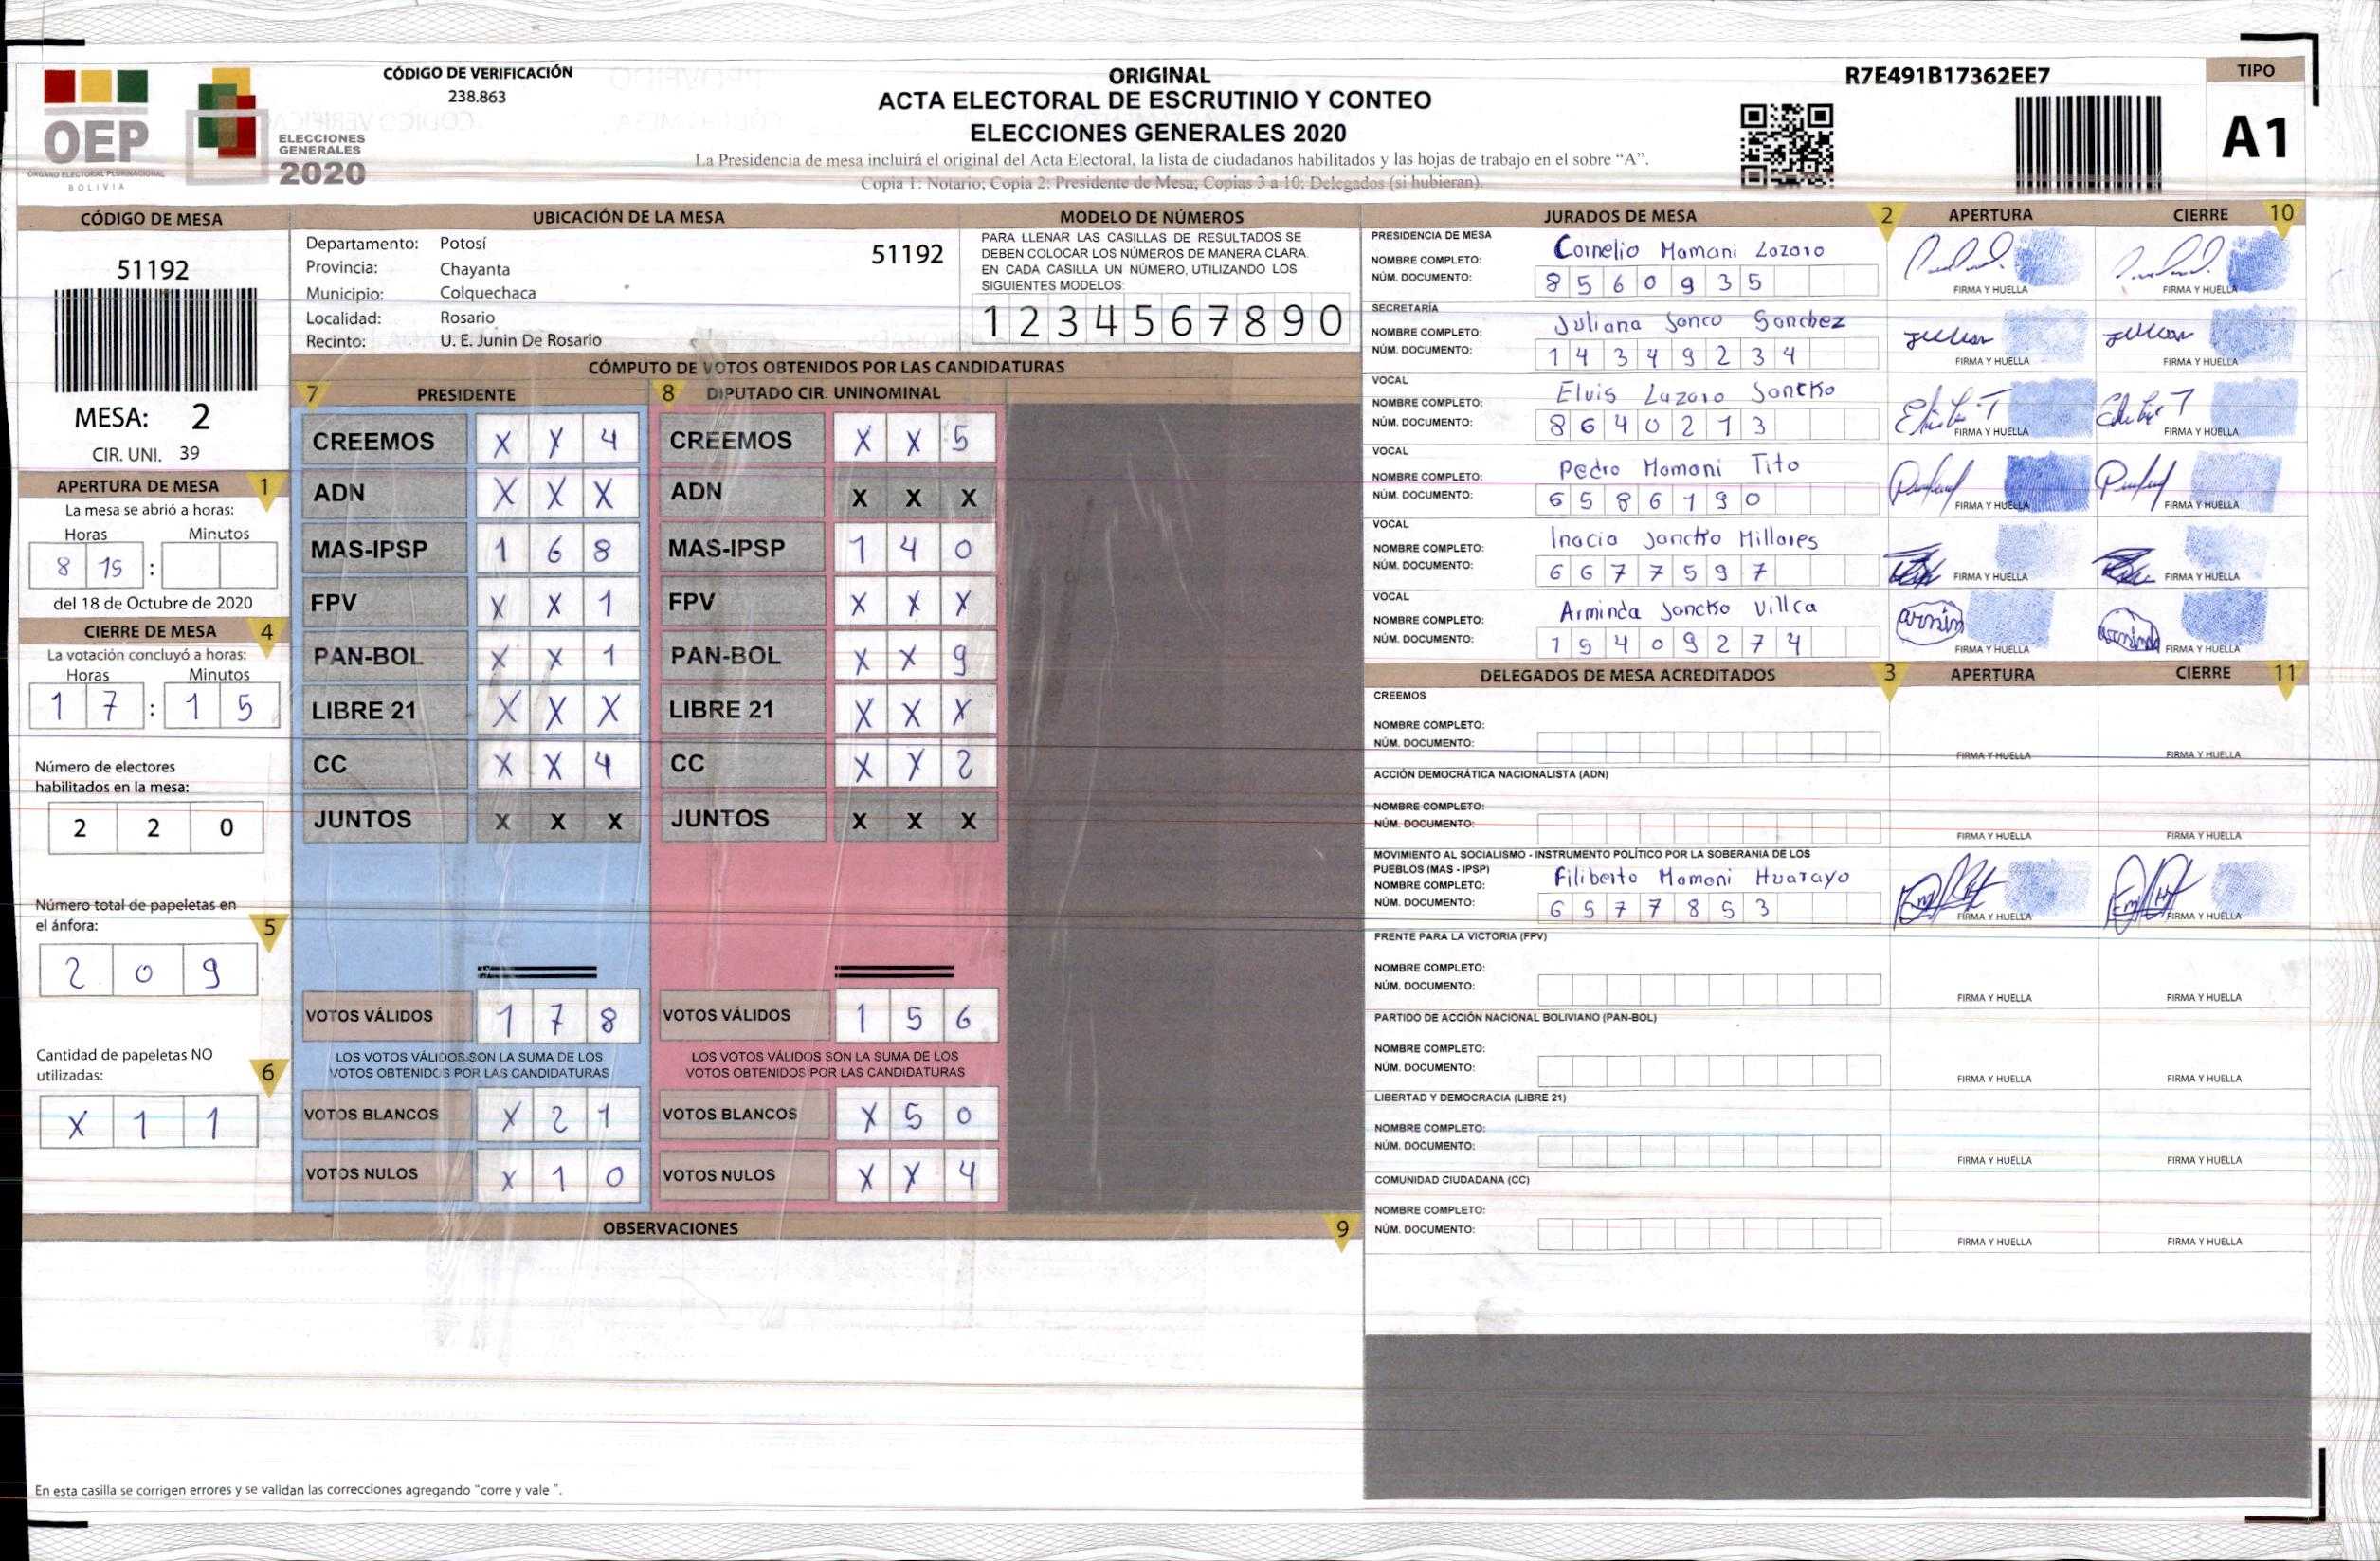 OEP
ÓRGANO ELECTORAL PLURINACIONAL
BOLIVIA
ELECCIONES
GENERALES
2020
CÓDIGO DE VERIFICACIÓN
238.863
ORIGINAL
ACTA ELECTORAL DE ESCRUTINIO Y CONTEO
ELECCIONES GENERALES 2020
La Presidencia de mesa incluirá el original del Acta Electoral, la lista de ciudadanos habilitados y las hojas de trabajo en el sobre “A”.
Copia 1: Notario; Copia 2: Presidente de Mesa; Copias 3 a 10: Delegados (si hubieran).
R7E491B17362EE7
TIPO
A1
CÓDIGO DE MESA
51192
MESA: 2
CIR. UNI. 39
APERTURA DE MESA 1
La mesa se abrió a horas:
Horas Minutos
8 15 :
del 18 de Octubre de 2020
CIERRE DE MESA 4
La votación concluyó a horas:
Horas Minutos
1 7 : 1 5
Número de electores
habilitados en la mesa:
2 2 0
Número total de papeletas en
el ánfora: 5
2 0 9
Cantidad de papeletas NO
utilizadas: 6
X 1 1
UBICACIÓN DE LA MESA
Departamento: Potosí
51192
Provincia: Chayanta
Municipio: Colquechaca
Localidad: Rosario
Recinto: U. E. Junin De Rosario
MODELO DE NÚMEROS
PARA LLENAR LAS CASILLAS DE RESULTADOS SE
DEBEN COLOCAR LOS NÚMEROS DE MANERA CLARA.
EN CADA CASILLA UN NÚMERO, UTILIZANDO LOS
SIGUIENTES MODELOS:
1 2 3 4 5 6 7 8 9 0
CÓMPUTO DE VOTOS OBTENIDOS POR LAS CANDIDATURAS
7 PRESIDENTE
CREEMOS X X 4
ADN X X X
MAS-IPSP 1 6 8
FPV X X 1
PAN-BOL X X 1
LIBRE 21 X X X
CC X X 4
JUNTOS X X X
VOTOS VÁLIDOS 1 7 8
LOS VOTOS VÁLIDOS SON LA SUMA DE LOS
VOTOS OBTENIDOS POR LAS CANDIDATURAS
VOTOS BLANCOS X 2 1
VOTOS NULOS X 1 0
8 DIPUTADO CIR. UNINOMINAL
CREEMOS X X 5
ADN X X X
MAS-IPSP 1 4 0
FPV X X X
PAN-BOL X X 9
LIBRE 21 X X X
CC X X 2
JUNTOS X X X
VOTOS VÁLIDOS 1 5 6
LOS VOTOS VÁLIDOS SON LA SUMA DE LOS
VOTOS OBTENIDOS POR LAS CANDIDATURAS
VOTOS BLANCOS X 5 0
VOTOS NULOS X X 4
OBSERVACIONES 9
En esta casilla se corrigen errores y se validan las correcciones agregando "corre y vale".
JURADOS DE MESA 2 APERTURA CIERRE 10
PRESIDENCIA DE MESA
NOMBRE COMPLETO: Cornelio Mamani Lazaro
NÚM. DOCUMENTO: 8 5 6 0 9 3 5
FIRMA Y HUELLA FIRMA Y HUELLA
SECRETARÍA
NOMBRE COMPLETO: Juliana Sonco Sanchez
NÚM. DOCUMENTO: 1 4 3 4 9 2 3 4
FIRMA Y HUELLA FIRMA Y HUELLA
VOCAL
NOMBRE COMPLETO: Elvis Lazaro Sancko
NÚM. DOCUMENTO: 8 6 4 0 2 1 3
FIRMA Y HUELLA FIRMA Y HUELLA
VOCAL
NOMBRE COMPLETO: Pedro Mamani Tito
NÚM. DOCUMENTO: 6 5 8 6 1 9 0
FIRMA Y HUELLA FIRMA Y HUELLA
VOCAL
NOMBRE COMPLETO: Inacia Sancko Millares
NÚM. DOCUMENTO: 6 6 7 7 5 9 7
FIRMA Y HUELLA FIRMA Y HUELLA
VOCAL
NOMBRE COMPLETO: Arminda Sancko Villca
NÚM. DOCUMENTO: 1 5 4 0 9 2 7 4
FIRMA Y HUELLA FIRMA Y HUELLA
DELEGADOS DE MESA ACREDITADOS 3 APERTURA CIERRE 11
CREEMOS
NOMBRE COMPLETO:
NÚM. DOCUMENTO:
FIRMA Y HUELLA FIRMA Y HUELLA
ACCIÓN DEMOCRÁTICA NACIONALISTA (ADN)
NOMBRE COMPLETO:
NÚM. DOCUMENTO:
FIRMA Y HUELLA FIRMA Y HUELLA
MOVIMIENTO AL SOCIALISMO - INSTRUMENTO POLÍTICO POR LA SOBERANIA DE LOS
PUEBLOS (MAS - IPSP)
NOMBRE COMPLETO: Filiberto Mamani Huarayo
NÚM. DOCUMENTO: 6 5 7 7 8 5 3
FIRMA Y HUELLA FIRMA Y HUELLA
FRENTE PARA LA VICTORIA (FPV)
NOMBRE COMPLETO:
NÚM. DOCUMENTO:
FIRMA Y HUELLA FIRMA Y HUELLA
PARTIDO DE ACCIÓN NACIONAL BOLIVIANO (PAN-BOL)
NOMBRE COMPLETO:
NÚM. DOCUMENTO:
FIRMA Y HUELLA FIRMA Y HUELLA
LIBERTAD Y DEMOCRACIA (LIBRE 21)
NOMBRE COMPLETO:
NÚM. DOCUMENTO:
FIRMA Y HUELLA FIRMA Y HUELLA
COMUNIDAD CIUDADANA (CC)
NOMBRE COMPLETO:
NÚM. DOCUMENTO:
FIRMA Y HUELLA FIRMA Y HUELLA